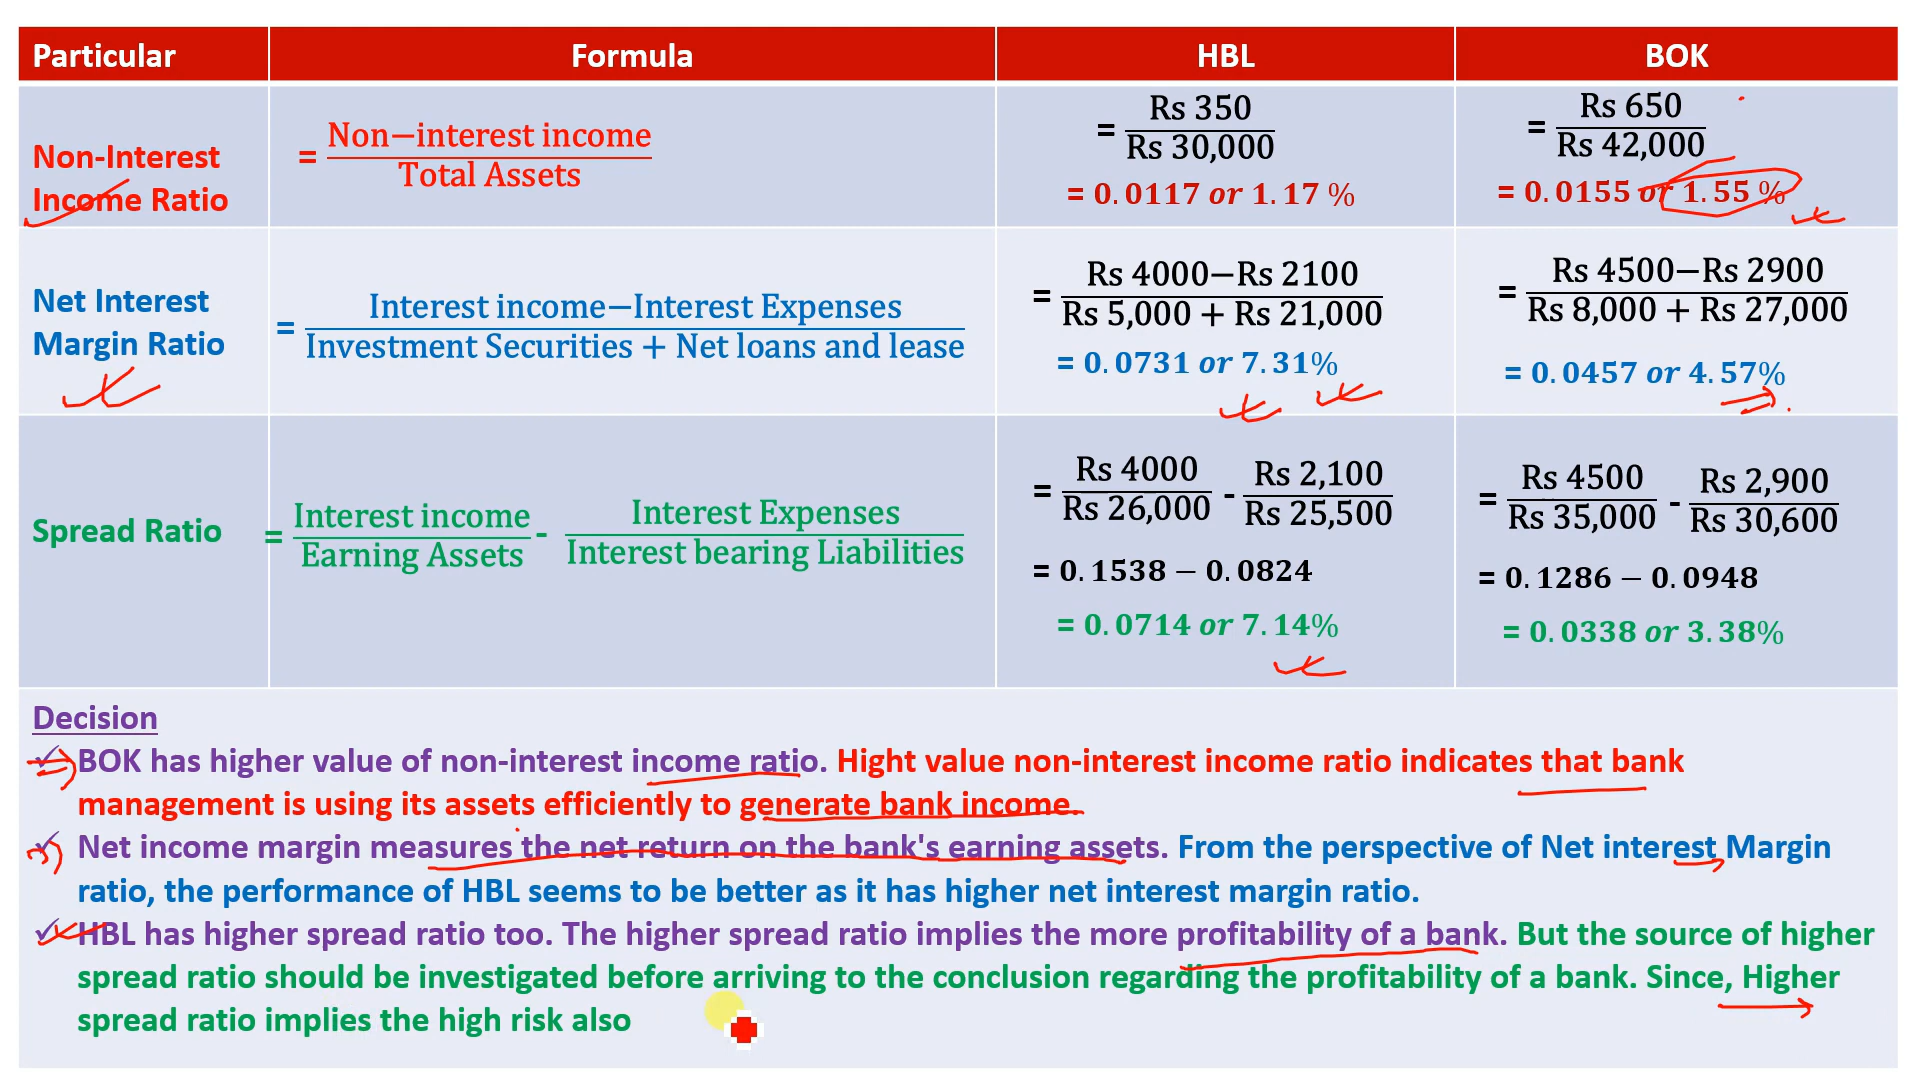 Particular
Formula
HBL
BOK
Non-Interest
Income Ratio
= Non−interest income / Total Assets
= Rs 350 / Rs 30,000
= 0.0117 or 1.17 %
= Rs 650 / Rs 42,000
= 0.0155 or 1.55 %
Net Interest
Margin Ratio
= Interest income−Interest Expenses / Investment Securities + Net loans and lease
= Rs 4000−Rs 2100 / Rs 5,000 + Rs 21,000
= 0.0731 or 7.31%
= Rs 4500−Rs 2900 / Rs 8,000 + Rs 27,000
= 0.0457 or 4.57%
Spread Ratio
= Interest income / Earning Assets - Interest Expenses / Interest bearing Liabilities
= Rs 4000 / Rs 26,000 - Rs 2,100 / Rs 25,500
= 0.1538 − 0.0824
= 0.0714 or 7.14%
= Rs 4500 / Rs 35,000 - Rs 2,900 / Rs 30,600
= 0.1286 − 0.0948
= 0.0338 or 3.38%
Decision
✓ BOK has higher value of non-interest income ratio. Hight value non-interest income ratio indicates that bank
management is using its assets efficiently to generate bank income.
✓ Net income margin measures the net return on the bank's earning assets. From the perspective of Net interest Margin
ratio, the performance of HBL seems to be better as it has higher net interest margin ratio.
✓ HBL has higher spread ratio too. The higher spread ratio implies the more profitability of a bank. But the source of higher
spread ratio should be investigated before arriving to the conclusion regarding the profitability of a bank. Since, Higher
spread ratio implies the high risk also